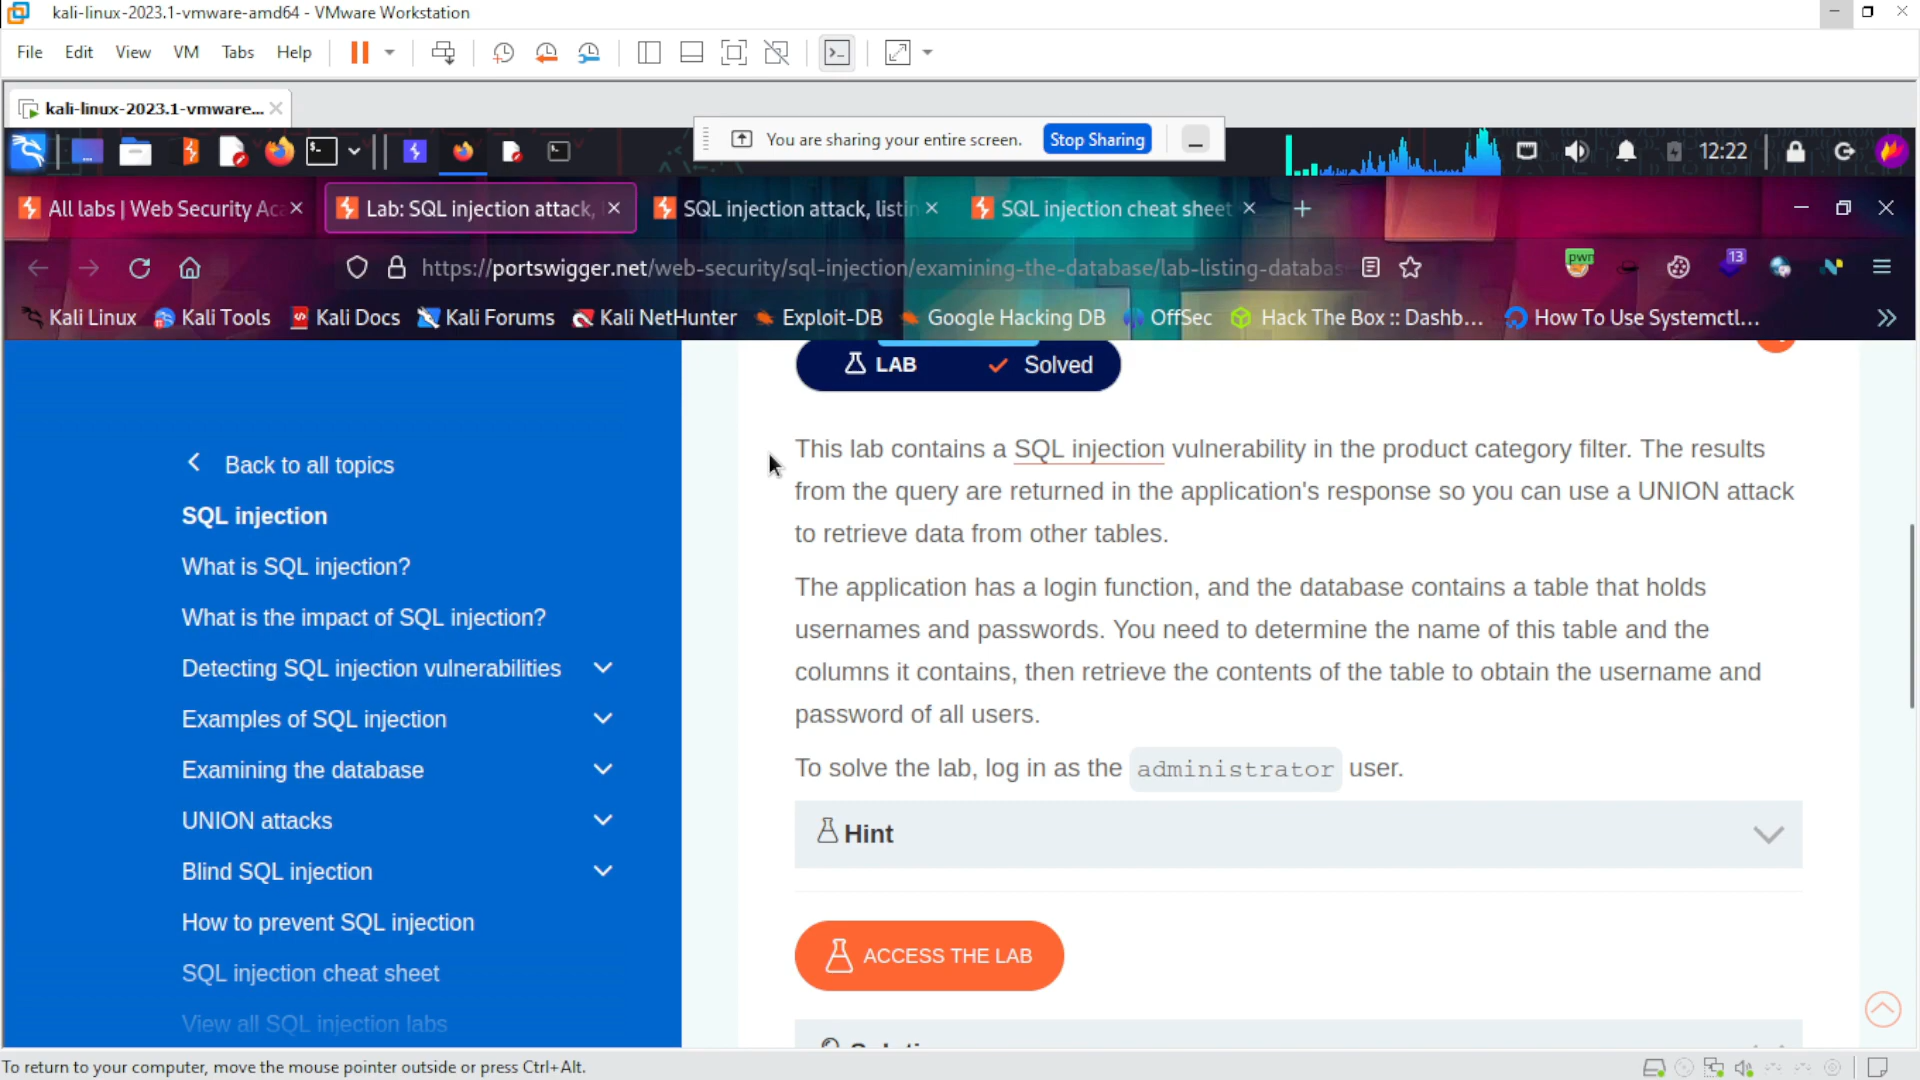 kali-linux-2023.1-vmware-amd64 - VMware Workstation
File Edit View VM Tabs Help
kali-linux-2023.1-vmware...
You are sharing your entire screen. Stop Sharing
12:22
All labs | Web Security Aca
Lab: SQL injection attack,
SQL injection attack, listin
SQL injection cheat sheet
https://portswigger.net/web-security/sql-injection/examining-the-database/lab-listing-databas
pwn
13
Kali Linux Kali Tools Kali Docs Kali Forums Kali NetHunter Exploit-DB Google Hacking DB OffSec Hack The Box :: Dashb... How To Use Systemctl...
LAB Solved
Back to all topics
SQL injection
What is SQL injection?
What is the impact of SQL injection?
Detecting SQL injection vulnerabilities
Examples of SQL injection
Examining the database
UNION attacks
Blind SQL injection
How to prevent SQL injection
SQL injection cheat sheet
View all SQL injection labs
This lab contains a SQL injection vulnerability in the product category filter. The results
from the query are returned in the application's response so you can use a UNION attack
to retrieve data from other tables.
The application has a login function, and the database contains a table that holds
usernames and passwords. You need to determine the name of this table and the
columns it contains, then retrieve the contents of the table to obtain the username and
password of all users.
To solve the lab, log in as the administrator user.
Hint
ACCESS THE LAB
To return to your computer, move the mouse pointer outside or press Ctrl+Alt.